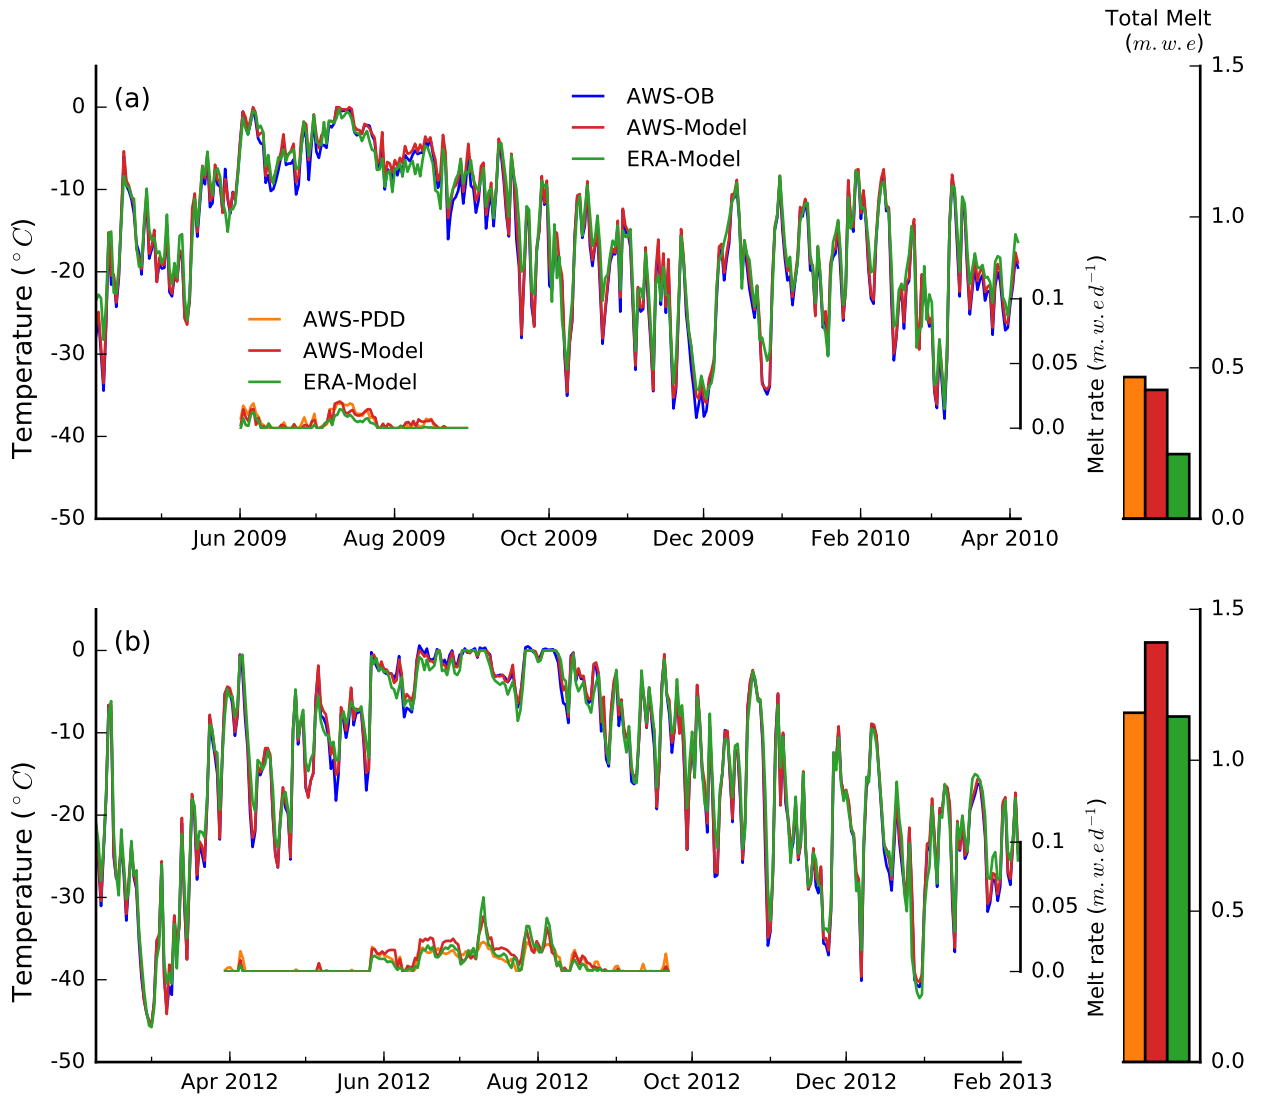 Total Melt
(m. w. e)
(a)
AWS-OB
AWS-Model
ERA-Model
AWS-PDD
AWS-Model
ERA-Model
Temperature (°C)
0
-10
-20
-30
-40
-50
Jun 2009
Aug 2009
Oct 2009
Dec 2009
Feb 2010
Apr 2010
0.1
0.05
0.0
Melt rate (m. w. e d⁻¹)
1.5
1.0
0.5
0.0
(b)
Temperature (°C)
0
-10
-20
-30
-40
-50
Apr 2012
Jun 2012
Aug 2012
Oct 2012
Dec 2012
Feb 2013
0.1
0.05
0.0
Melt rate (m. w. e d⁻¹)
1.5
1.0
0.5
0.0